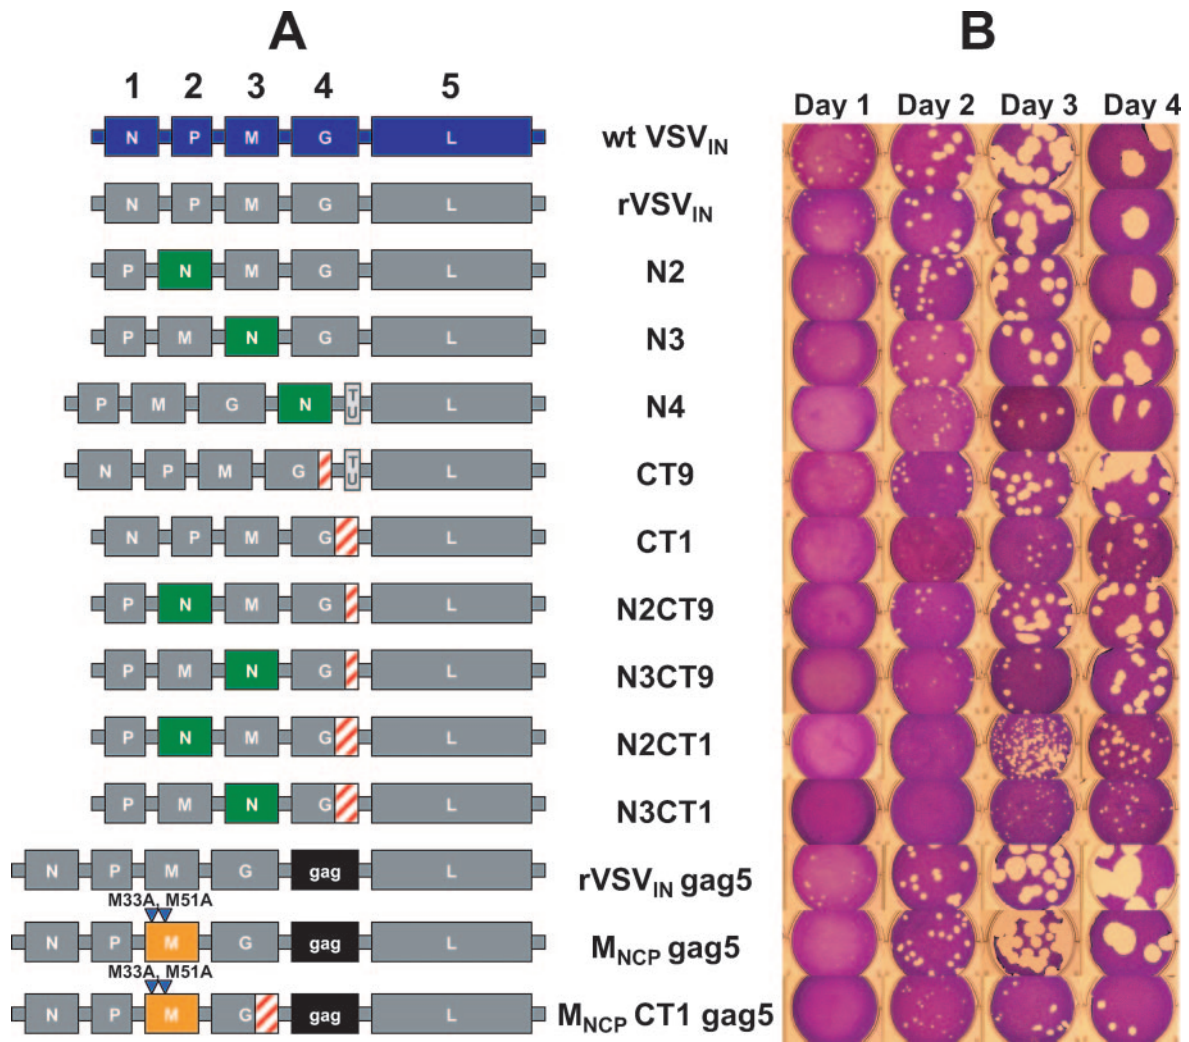 A B
1 2 3 4 5 Day 1 Day 2 Day 3 Day 4
N P M G L wt VSVIN
N P M G L rVSVIN
P N M G L N2
P M N G L N3
P M G N TU L N4
N P M G TU L CT9
N P M G L CT1
P N M G L N2CT9
P M N G L N3CT9
P N M G L N2CT1
P M N G L N3CT1
N P M G gag L rVSVIN gag5
M33A, M51A
N P M G gag L MNCP gag5
M33A, M51A
N P M G gag L MNCP CT1 gag5